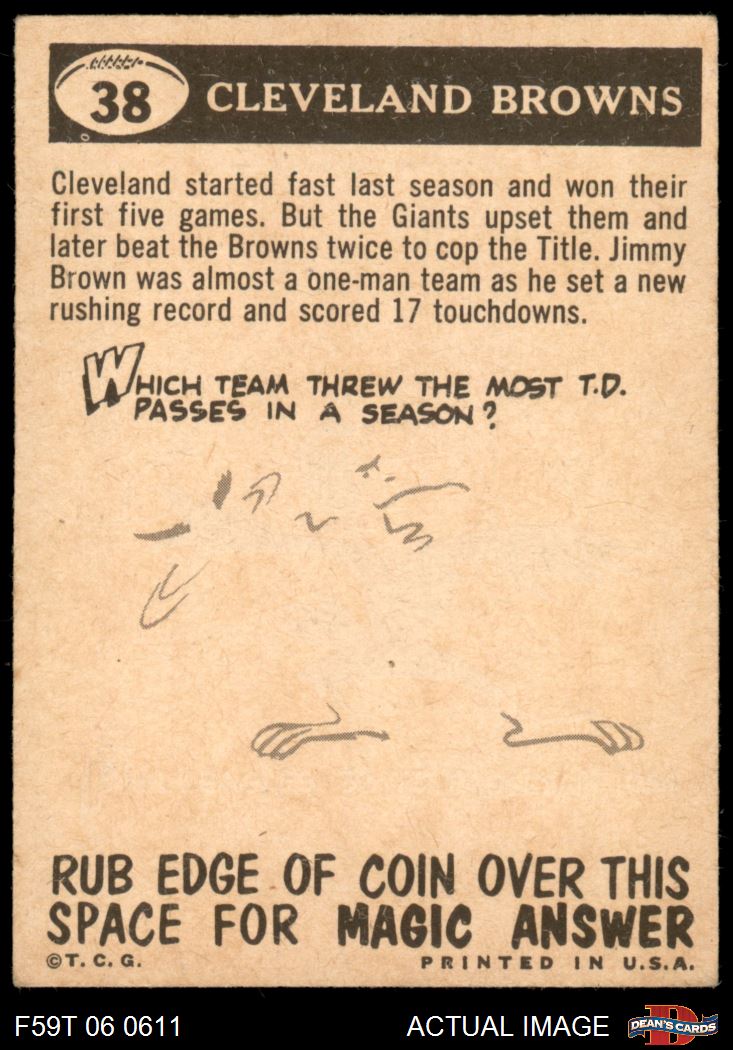 38 CLEVELAND BROWNS
Cleveland started fast last season and won their
first five games. But the Giants upset them and
later beat the Browns twice to cop the Title. Jimmy
Brown was almost a one-man team as he set a new
rushing record and scored 17 touchdowns.
WHICH TEAM THREW THE MOST T.D.
PASSES IN A SEASON?
RUB EDGE OF COIN OVER THIS
SPACE FOR MAGIC ANSWER
©T.C.G. PRINTED IN U.S.A.
F59T 06 0611 ACTUAL IMAGE DEAN'S CARDS